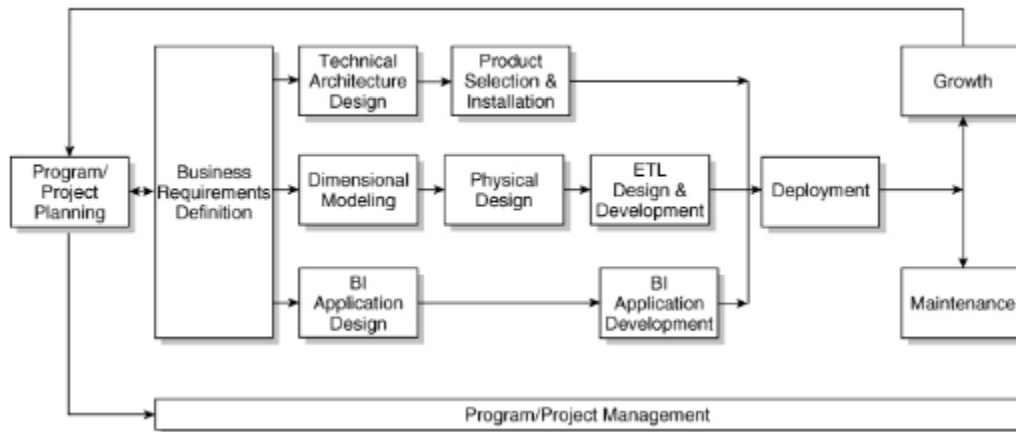 Program/
Project
Planning
Business
Requirements
Definition
Technical
Architecture
Design
Product
Selection &
Installation
Dimensional
Modeling
Physical
Design
ETL
Design &
Development
BI
Application
Design
BI
Application
Development
Deployment
Growth
Maintenance
Program/Project Management